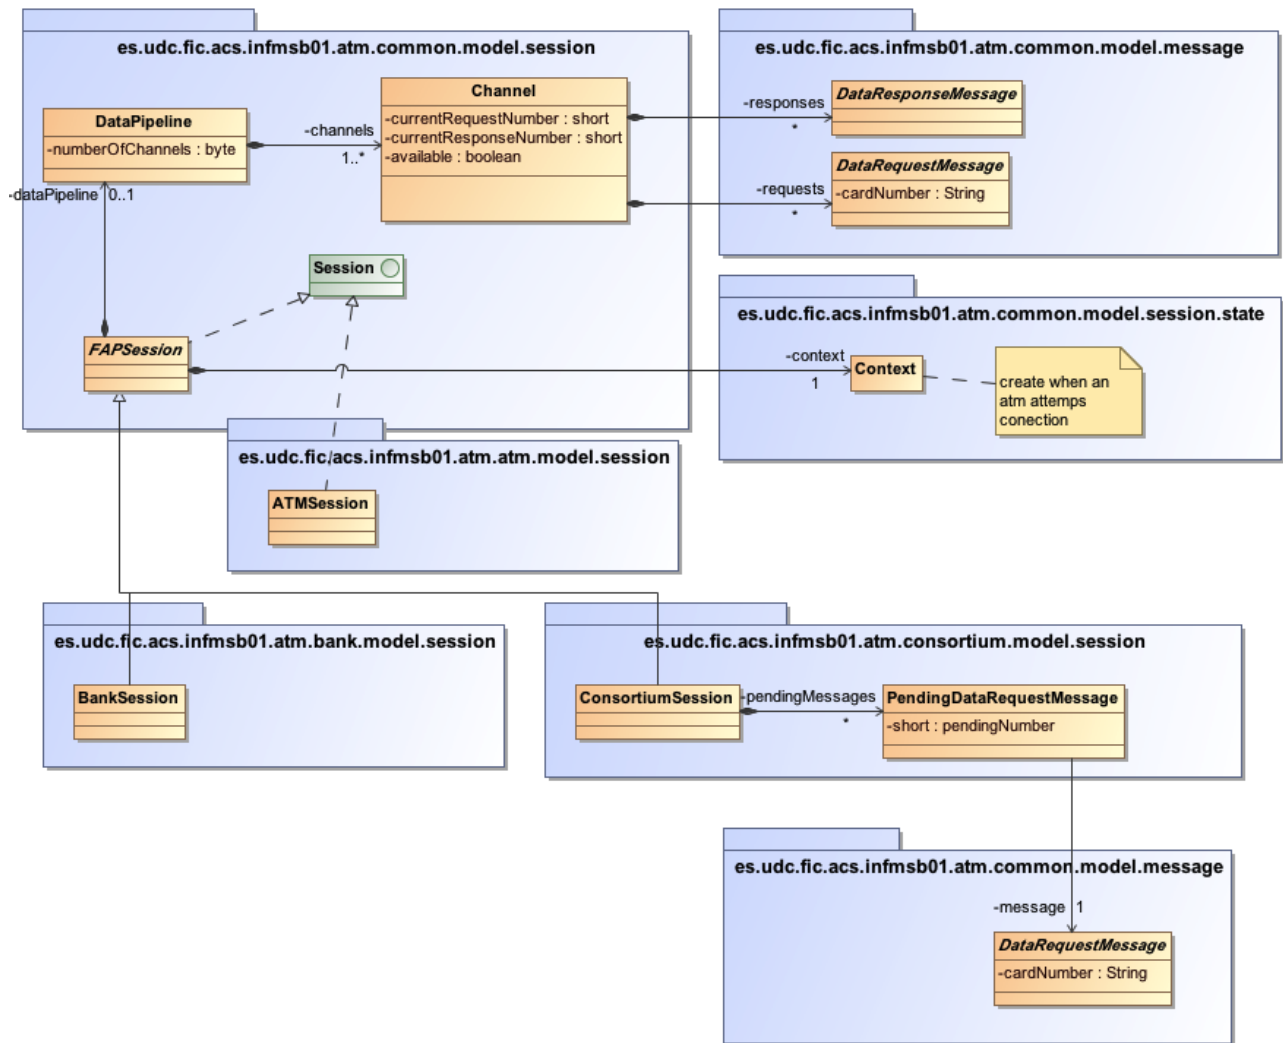 es.udc.fic.acs.infmsb01.atm.common.model.session
DataPipeline
-numberOfChannels : byte
-channels
1..*
Channel
-currentRequestNumber : short
-currentResponseNumber : short
-available : boolean
-dataPipeline 0..1
Session
FAPSession
es.udc.fic.acs.infmsb01.atm.common.model.message
-responses
*
DataResponseMessage
-requests
*
DataRequestMessage
-cardNumber : String
es.udc.fic.acs.infmsb01.atm.common.model.session.state
-context
1
Context
create when an
atm attemps
conection
es.udc.fic.acs.infmsb01.atm.atm.model.session
ATMSession
es.udc.fic.acs.infmsb01.atm.bank.model.session
BankSession
es.udc.fic.acs.infmsb01.atm.consortium.model.session
ConsortiumSession
-pendingMessages
*
PendingDataRequestMessage
-short : pendingNumber
es.udc.fic.acs.infmsb01.atm.common.model.message
-message 1
DataRequestMessage
-cardNumber : String